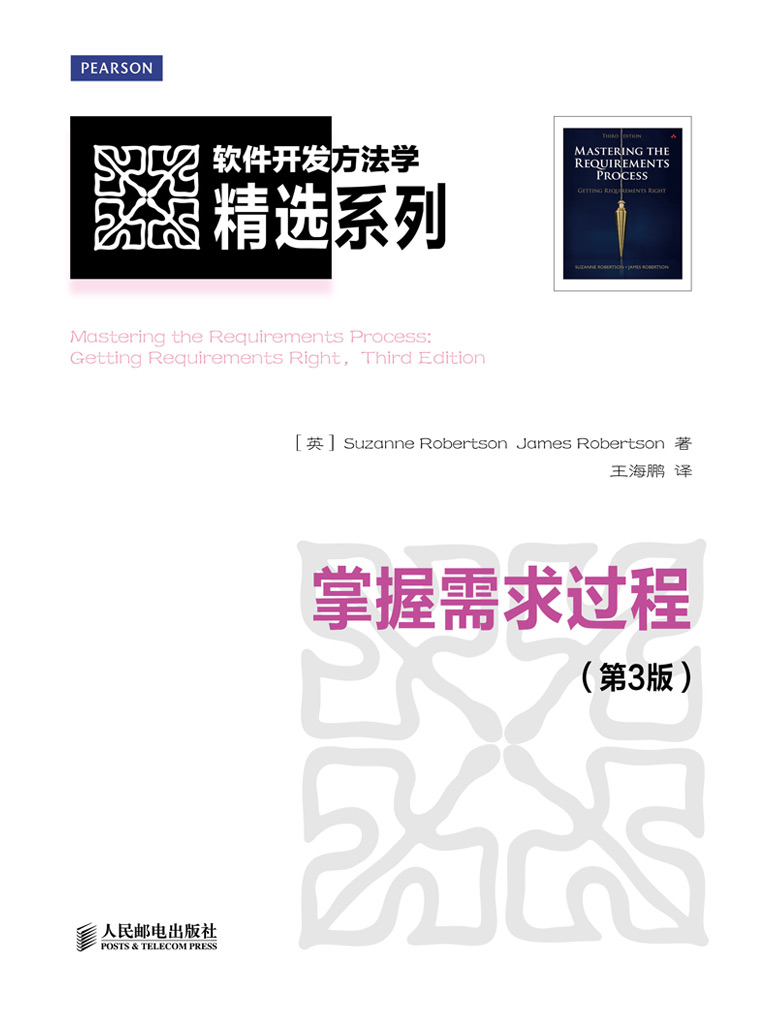 PEARSON
软件开发方法学
精选系列
THIRD EDITION
MASTERING THE
REQUIREMENTS
PROCESS
GETTING REQUIREMENTS RIGHT
SUZANNE ROBERTSON • JAMES ROBERTSON
Mastering the Requirements Process:
Getting Requirements Right, Third Edition
[英] Suzanne Robertson James Robertson 著
王海鹏 译
掌握需求过程
（第3版）
人民邮电出版社
POSTS & TELECOM PRESS